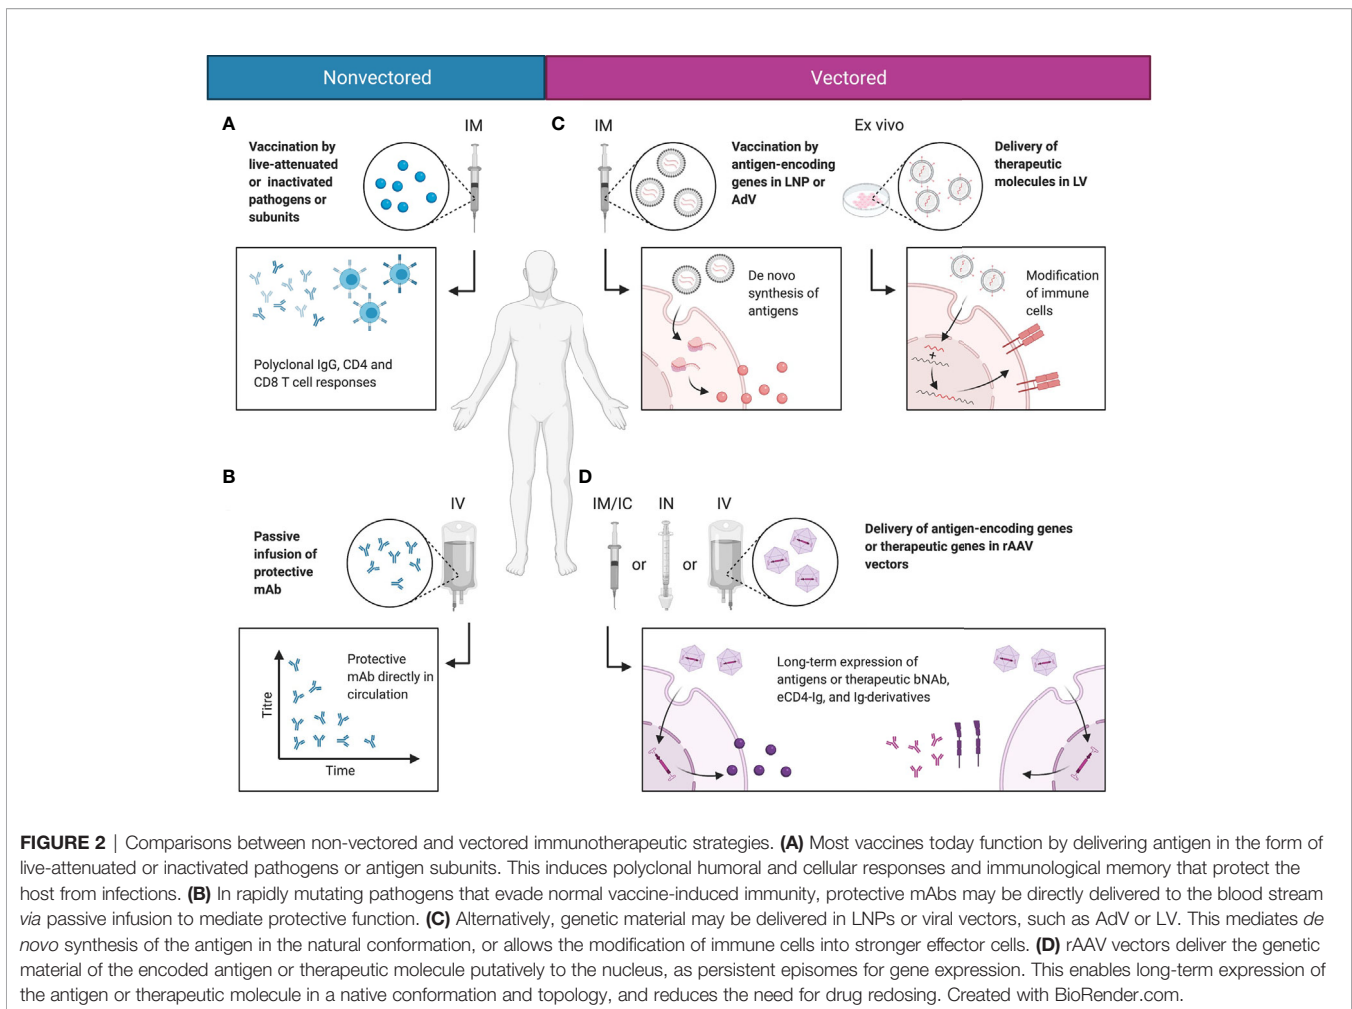 Nonvectored
Vectored
A
IM
Vaccination by
live-attenuated
or inactivated
pathogens or
subunits
Polyclonal IgG, CD4 and
CD8 T cell responses
C
IM
Vaccination by
antigen-encoding
genes in LNP or
AdV
De novo
synthesis of
antigens
Ex vivo
Delivery of
therapeutic
molecules in LV
Modification
of immune
cells
+
B
IV
Passive
infusion of
protective
mAb
Protective
mAb directly in
circulation
Titre
Time
D
IM/IC
or
IN
or
IV
Delivery of antigen-encoding genes
or therapeutic genes in rAAV
vectors
Long-term expression of
antigens or therapeutic bNAb,
eCD4-Ig, and Ig-derivatives
FIGURE 2 | Comparisons between non-vectored and vectored immunotherapeutic strategies. (A) Most vaccines today function by delivering antigen in the form of
live-attenuated or inactivated pathogens or antigen subunits. This induces polyclonal humoral and cellular responses and immunological memory that protect the
host from infections. (B) In rapidly mutating pathogens that evade normal vaccine-induced immunity, protective mAbs may be directly delivered to the blood stream
via passive infusion to mediate protective function. (C) Alternatively, genetic material may be delivered in LNPs or viral vectors, such as AdV or LV. This mediates de
novo synthesis of the antigen in the natural conformation, or allows the modification of immune cells into stronger effector cells. (D) rAAV vectors deliver the genetic
material of the encoded antigen or therapeutic molecule putatively to the nucleus, as persistent episomes for gene expression. This enables long-term expression of
the antigen or therapeutic molecule in a native conformation and topology, and reduces the need for drug redosing. Created with BioRender.com.